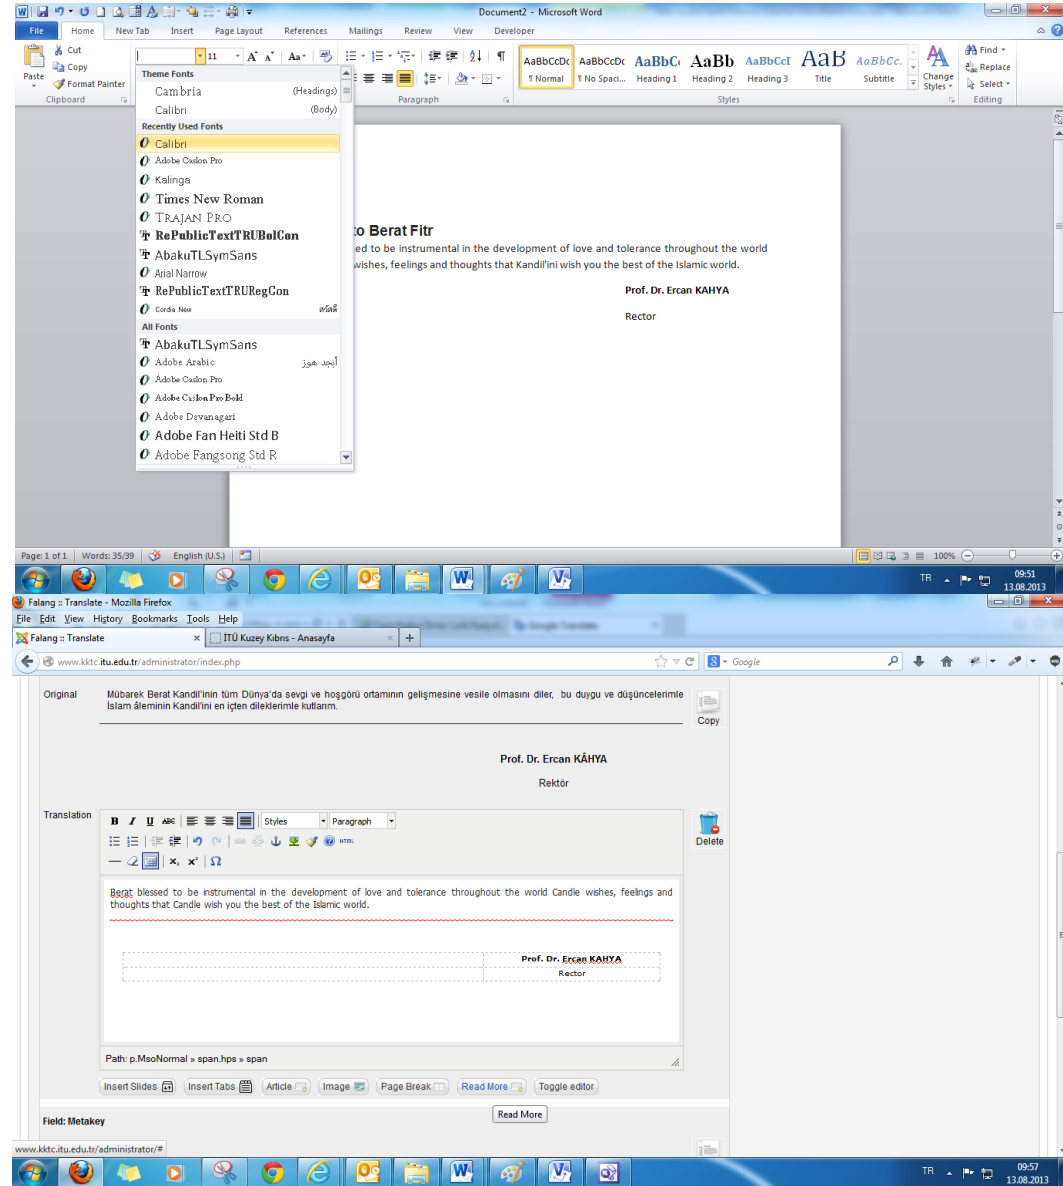 Document2 - Microsoft Word
File Home New Tab Insert Page Layout References Mailings Review View Developer
Cut
Copy
Format Painter
Paste
Clipboard
11
Theme Fonts
Cambria (Headings)
Calibri (Body)
Recently Used Fonts
Calibri
Adobe Caslon Pro
Kalinga
Times New Roman
Trajan Pro
RePublicTextTRUBolCon
AbakuTLSymSans
Arial Narrow
RePublicTextTRURegCon
Cordia New สวัสดี
All Fonts
AbakuTLSymSans
Adobe Arabic أبجد هوز
Adobe Caslon Pro
Adobe Caslon Pro Bold
Adobe Devanagari
Adobe Fan Heiti Std B
Adobe Fangsong Std R
Paragraph
AaBbCcDc AaBbCcDc AaBbC AaBb AaBbCcI AaB AaBbCc.
¶ Normal ¶ No Spaci... Heading 1 Heading 2 Heading 3 Title Subtitle
Change Styles
Styles
Find
Replace
Select
Editing
to Berat Fitr
ed to be instrumental in the development of love and tolerance throughout the world
wishes, feelings and thoughts that Kandil'ini wish you the best of the Islamic world.
Prof. Dr. Ercan KAHYA
Rector
Page: 1 of 1 Words: 35/39 English (U.S.) 100%
TR 09:51
13.08.2013
Falang :: Translate - Mozilla Firefox
File Edit View History Bookmarks Tools Help
Falang :: Translate × İTÜ Kuzey Kıbrıs - Anasayfa × +
www.kktc.itu.edu.tr/administrator/index.php Google
Original
Mübarek Berat Kandil'inin tüm Dünya'da sevgi ve hoşgörü ortamının gelişmesine vesile olmasını diler, bu duygu ve düşüncelerimle
İslam âleminin Kandil'ini en içten dileklerimle kutlarım.
Copy
Prof. Dr. Ercan KÂHYA
Rektör
Translation
B I U ABC Styles Paragraph
HTML
Delete
Berat blessed to be instrumental in the development of love and tolerance throughout the world Candle wishes, feelings and
thoughts that Candle wish you the best of the Islamic world.
Prof. Dr. Ercan KAHYA
Rector
Path: p.MsoNormal » span.hps » span
Insert Slides Insert Tabs Article Image Page Break Read More Toggle editor
Read More
Field: Metakey
www.kktc.itu.edu.tr/administrator/#
TR 09:57
13.08.2013